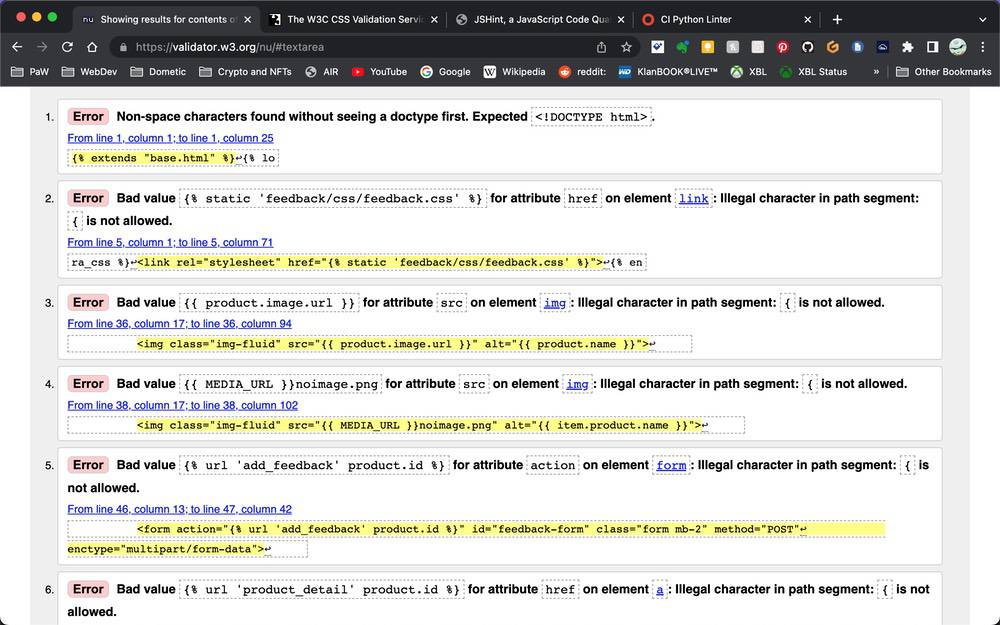 Showing results for contents of
The W3C CSS Validation Servi
JSHint, a JavaScript Code Qua
CI Python Linter
https://validator.w3.org/nu/#textarea
PaW WebDev Dometic Crypto and NFTs AIR YouTube Google Wikipedia reddit: KlanBOOK®LIVE™ XBL XBL Status » Other Bookmarks
1. Error Non-space characters found without seeing a doctype first. Expected <!DOCTYPE html>.
From line 1, column 1; to line 1, column 25
{% extends "base.html" %}↩{% lo
2. Error Bad value {% static 'feedback/css/feedback.css' %} for attribute href on element link: Illegal character in path segment:
{ is not allowed.
From line 5, column 1; to line 5, column 71
ra_css %}↩<link rel="stylesheet" href="{% static 'feedback/css/feedback.css' %}">↩{% en
3. Error Bad value {{ product.image.url }} for attribute src on element img: Illegal character in path segment: { is not allowed.
From line 36, column 17; to line 36, column 94
<img class="img-fluid" src="{{ product.image.url }}" alt="{{ product.name }}">↩
4. Error Bad value {{ MEDIA_URL }}noimage.png for attribute src on element img: Illegal character in path segment: { is not allowed.
From line 38, column 17; to line 38, column 102
<img class="img-fluid" src="{{ MEDIA_URL }}noimage.png" alt="{{ item.product.name }}">↩
5. Error Bad value {% url 'add_feedback' product.id %} for attribute action on element form: Illegal character in path segment: { is
not allowed.
From line 46, column 13; to line 47, column 42
<form action="{% url 'add_feedback' product.id %}" id="feedback-form" class="form mb-2" method="POST"↩
enctype="multipart/form-data">↩
6. Error Bad value {% url 'product_detail' product.id %} for attribute href on element a: Illegal character in path segment: { is not
allowed.